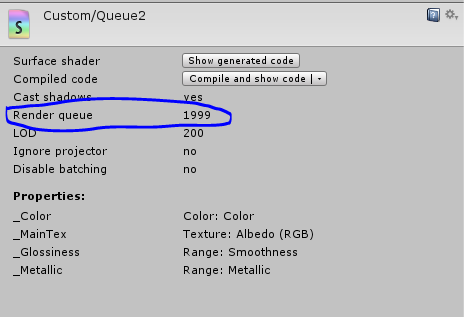 Custom/Queue2
S
Surface shader Show generated code
Compiled code Compile and show code |
Cast shadows yes
Render queue 1999
LOD 200
Ignore projector no
Disable batching no
Properties:
_Color Color: Color
_MainTex Texture: Albedo (RGB)
_Glossiness Range: Smoothness
_Metallic Range: Metallic